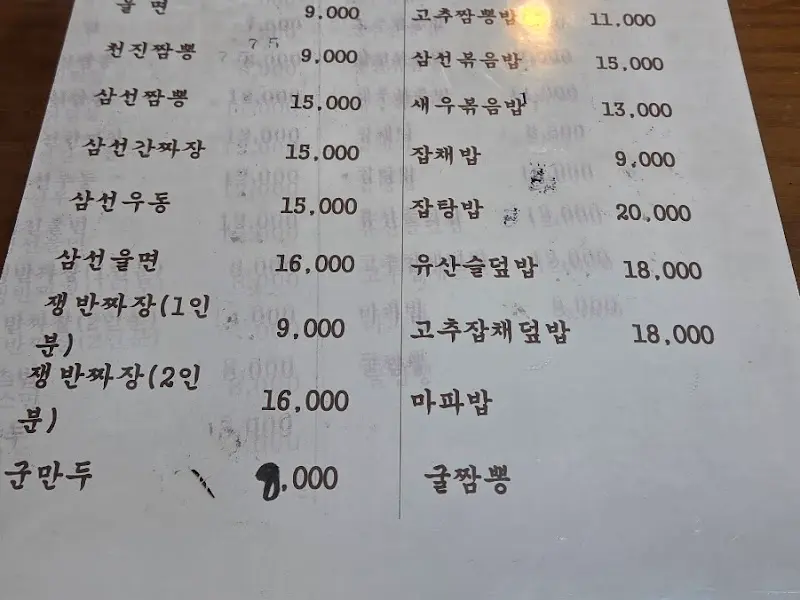 울면 9,000
천진짬뽕 9,000
삼선짬뽕 15,000
삼선간짜장 15,000
삼선우동 15,000
삼선울면 16,000
쟁반짜장(1인
분) 9,000
쟁반짜장(2인
분) 16,000
군만두 8,000
고추짬뽕밥 11,000
삼선볶음밥 15,000
새우볶음밥 13,000
잡채밥 9,000
잡탕밥 20,000
유산슬덮밥 18,000
고추잡채덮밥 18,000
마파밥
굴짬뽕